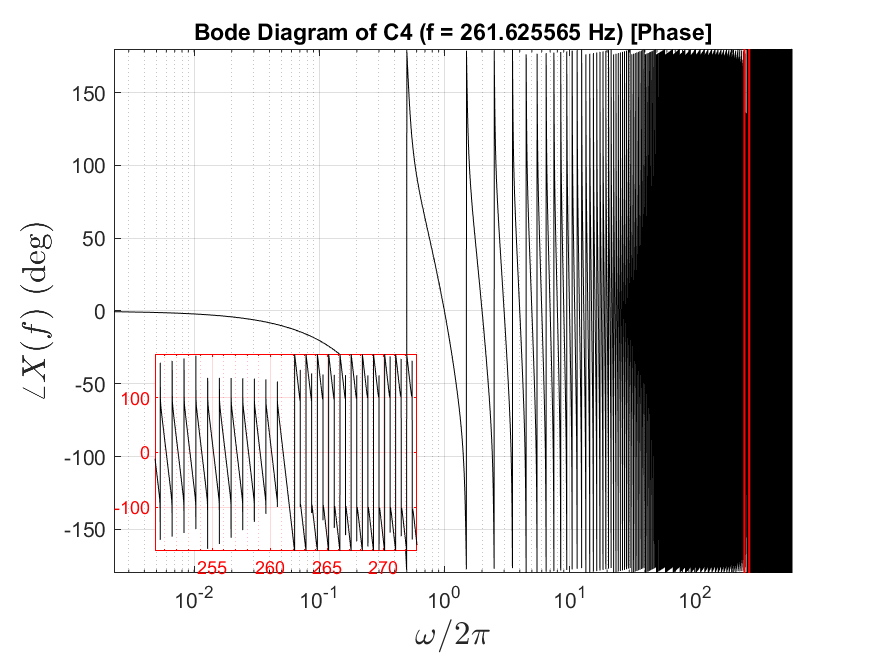 Bode Diagram of C4 (f = 261.625565 Hz) [Phase]
∠X(f) (deg)
150
100
50
0
-50
-100
-150
100
0
-100
255 260 265 270
10^-2 10^-1 10^0 10^1 10^2
ω/2π